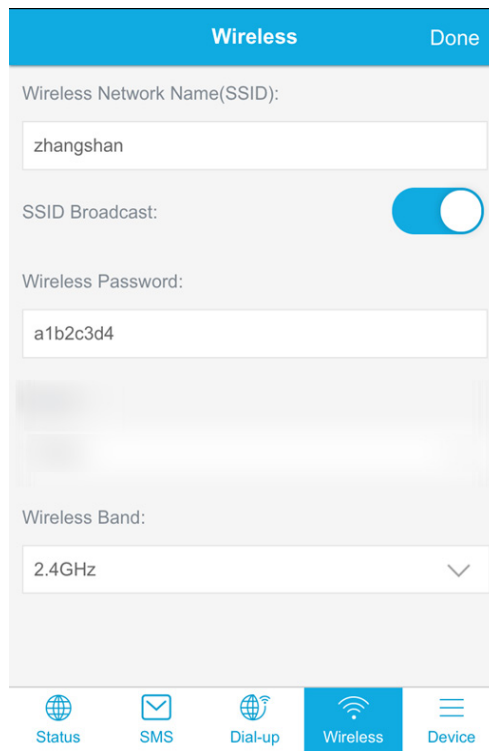 Wireless Done
Wireless Network Name(SSID):
zhangshan
SSID Broadcast:
Wireless Password:
a1b2c3d4
Wireless Band:
2.4GHz
Status SMS Dial-up Wireless Device